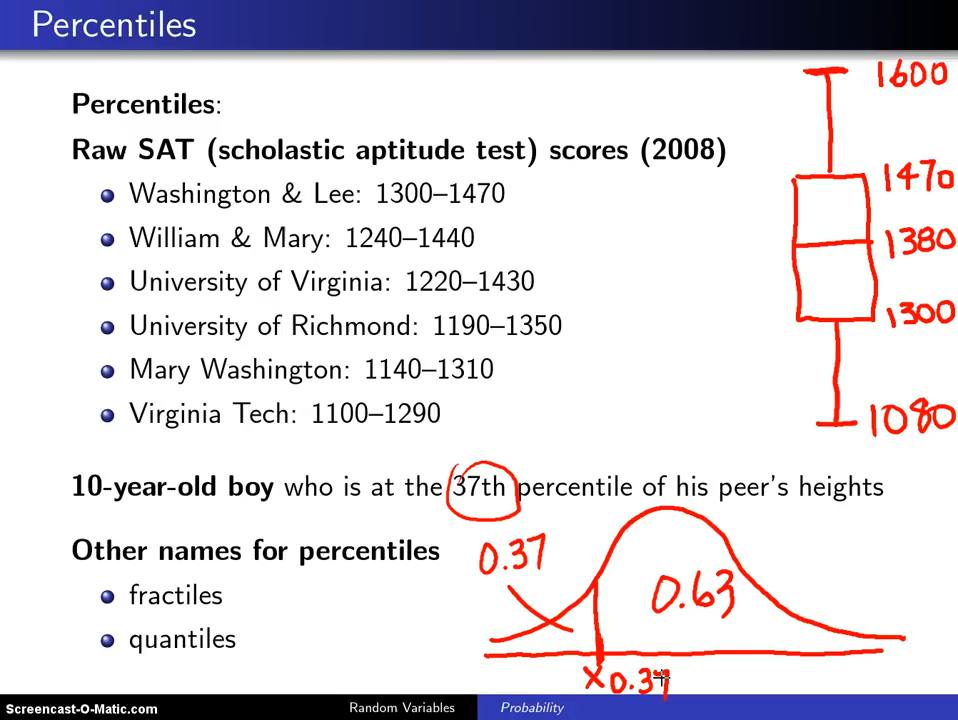 Percentiles
Percentiles:
Raw SAT (scholastic aptitude test) scores (2008)
Washington & Lee: 1300–1470
William & Mary: 1240–1440
University of Virginia: 1220–1430
University of Richmond: 1190–1350
Mary Washington: 1140–1310
Virginia Tech: 1100–1290
1600
1470
1380
1300
1080
10-year-old boy who is at the 37th percentile of his peer's heights
Other names for percentiles
fractiles
quantiles
0.37
0.63
x0.37
Screencast-O-Matic.com
Random Variables
Probability